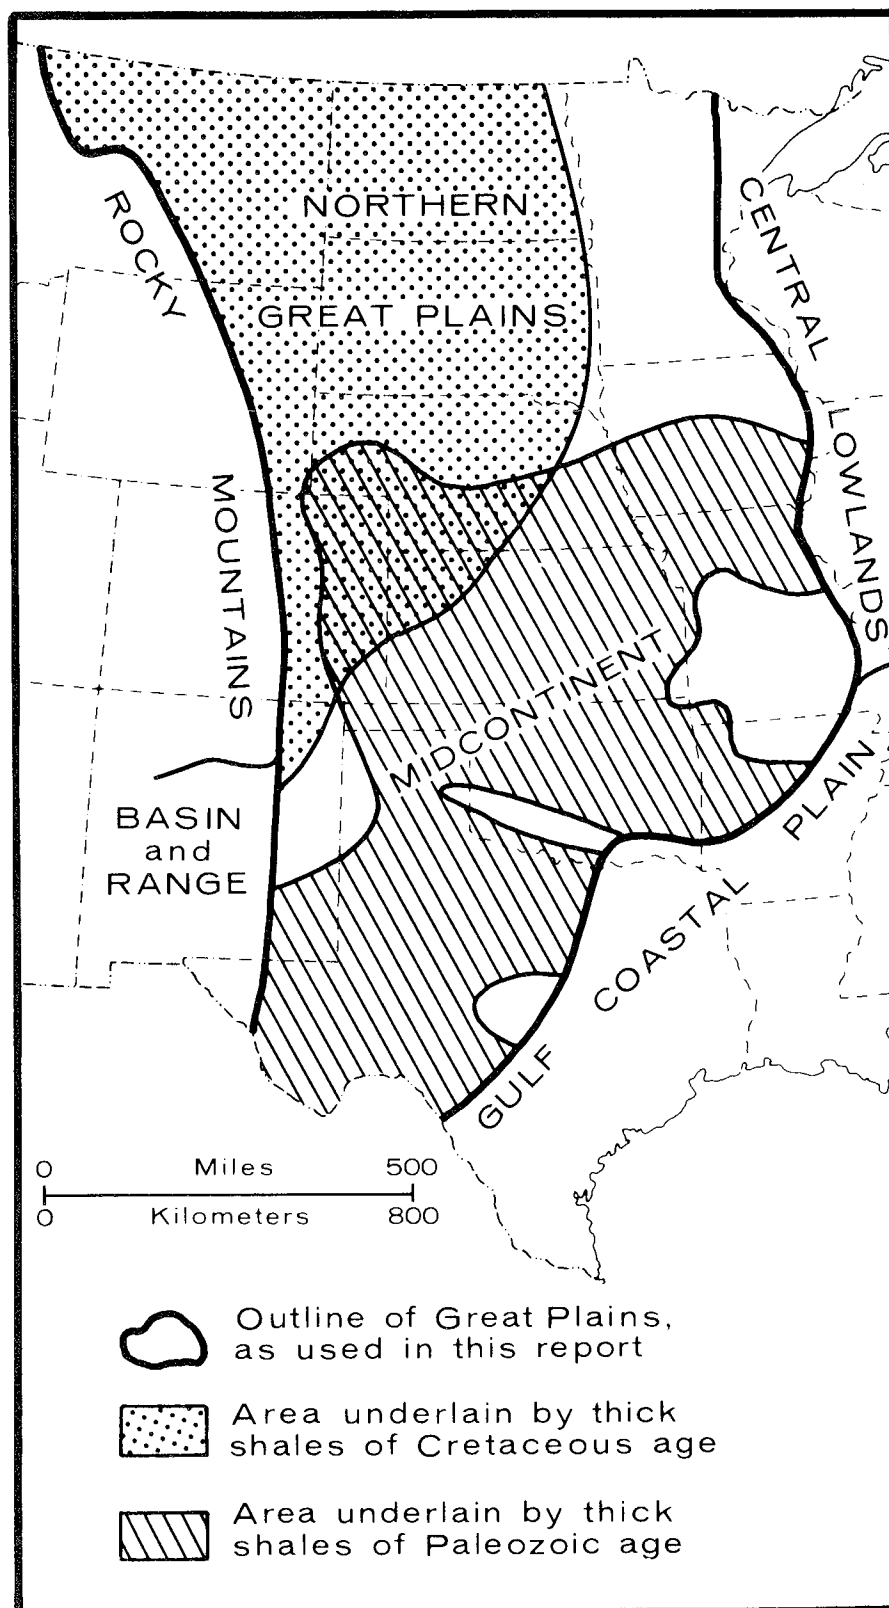 NORTHERN
GREAT PLAINS
ROCKY
MOUNTAINS
CENTRAL
LOWLANDS
MIDCONTINENT
BASIN
and
RANGE
GULF COASTAL PLAIN
0 Miles 500
0 Kilometers 800
Outline of Great Plains,
as used in this report
Area underlain by thick
shales of Cretaceous age
Area underlain by thick
shales of Paleozoic age